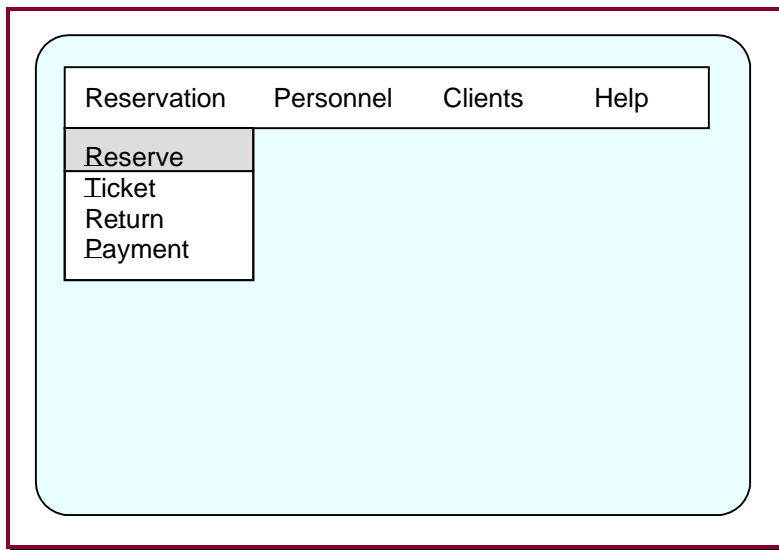 Reservation Personnel Clients Help
Reserve
Ticket
Return
Payment